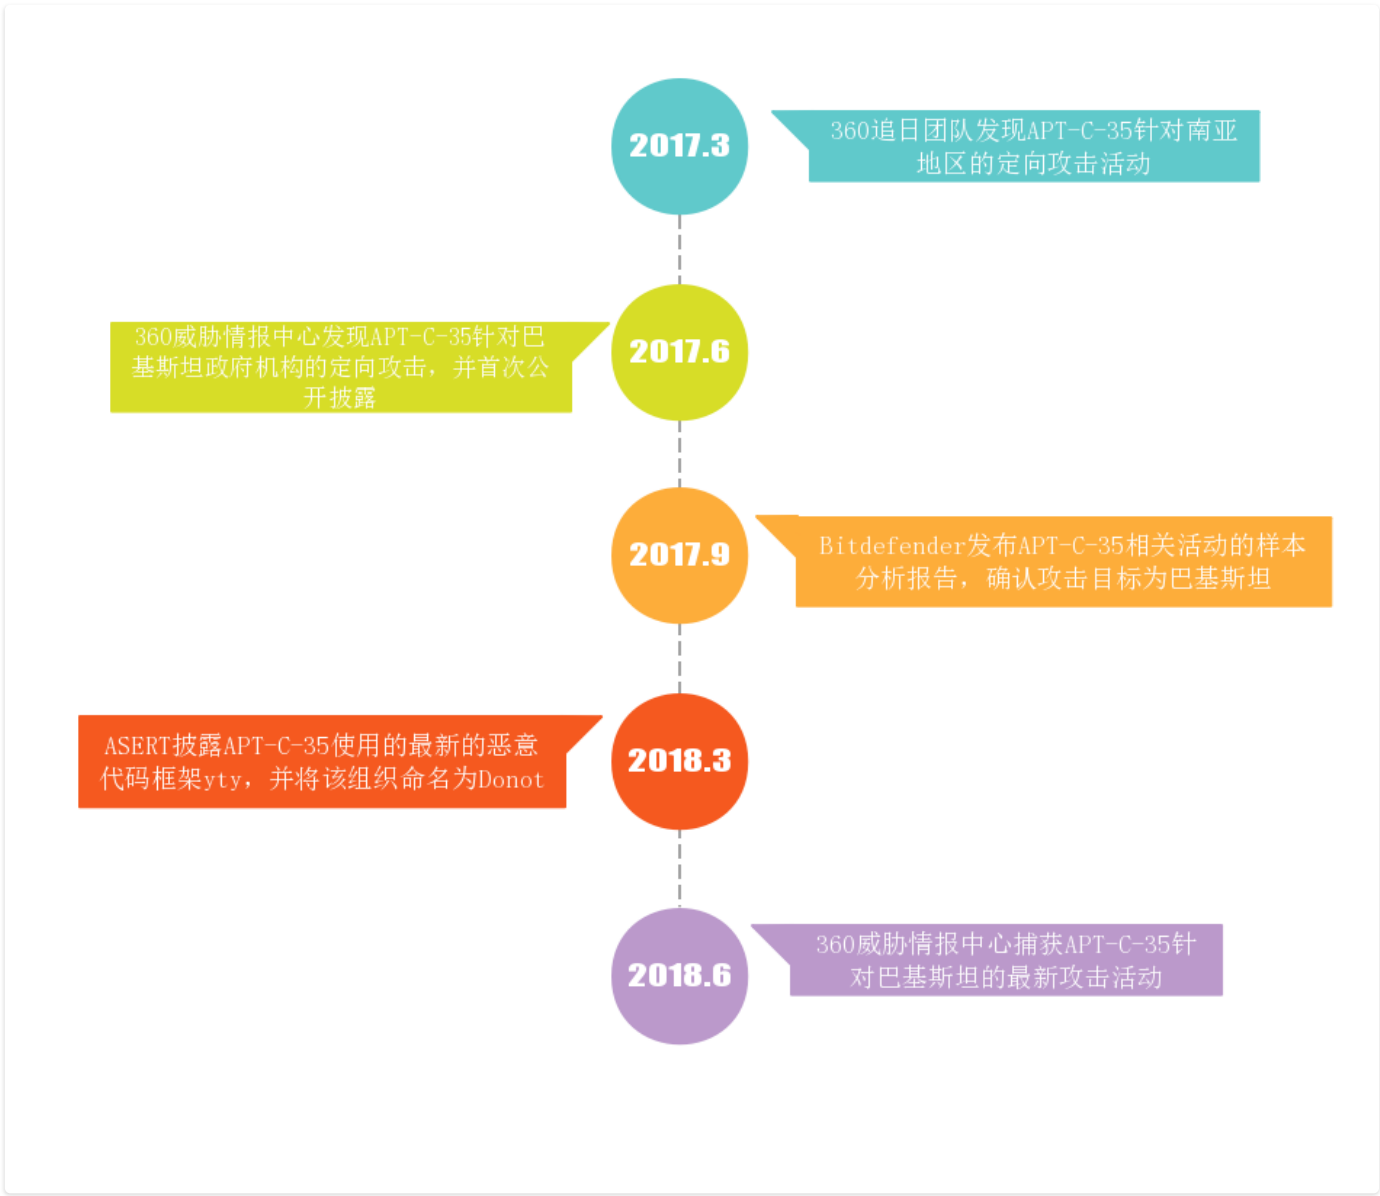 2017.3
360追日团队发现APT-C-35针对南亚
地区的定向攻击活动
2017.6
360威胁情报中心发现APT-C-35针对巴
基斯坦政府机构的定向攻击，并首次公
开披露
2017.9
Bitdefender发布APT-C-35相关活动的样本
分析报告，确认攻击目标为巴基斯坦
2018.3
ASERT披露APT-C-35使用的最新的恶意
代码框架yty，并将该组织命名为Donot
2018.6
360威胁情报中心捕获APT-C-35针
对巴基斯坦的最新攻击活动